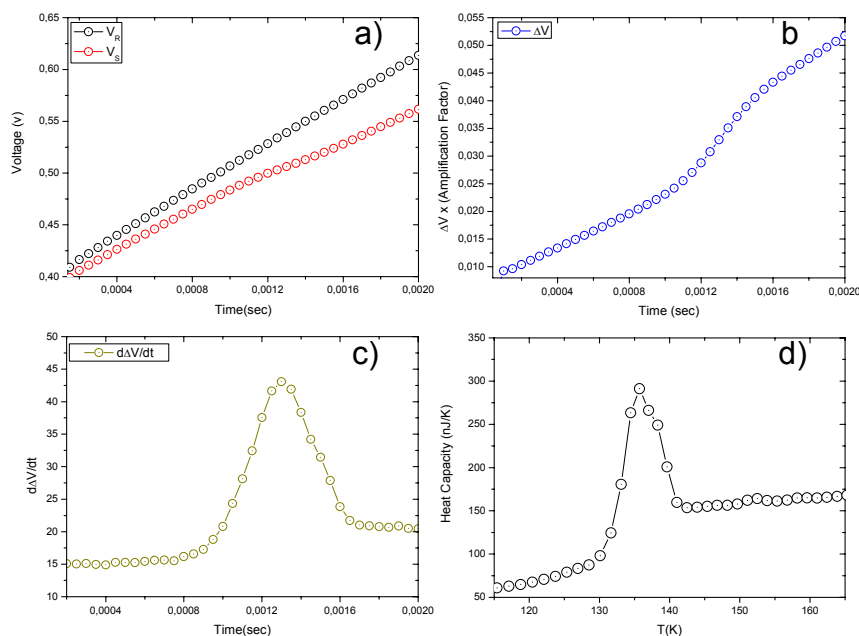 a)
V_R
V_S
0,65
0,60
0,55
0,50
0,45
0,40
Voltage (v)
0,0004 0,0008 0,0012 0,0016 0,0020
Time(sec)
b)
ΔV
0,050
0,045
0,040
0,035
0,030
0,025
0,020
0,015
0,010
ΔV x (Amplification Factor)
0,0004 0,0008 0,0012 0,0016 0,0020
Time (sec)
c)
dΔV/dt
50
45
40
35
30
25
20
15
10
dΔV/dt
0,0004 0,0008 0,0012 0,0016 0,0020
Time(sec)
d)
350
300
250
200
150
100
50
Heat Capacity (nJ/K)
120 130 140 150 160
T(K)